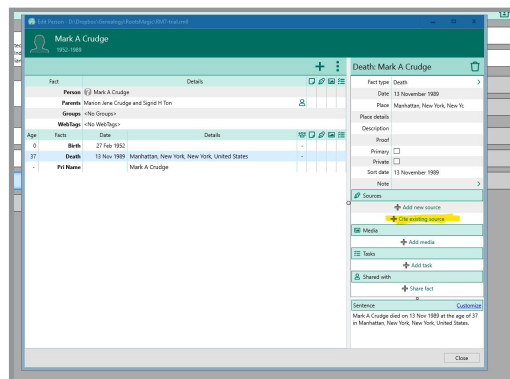 Edit Person - D:\Dropbox\Genealogy\RootsMagic\RM7-trial.rmtree
Mark A Crudge
1952-1989
Death: Mark A Crudge
Fact Details
Person Mark A Crudge
Parents Marion Jene Crudge and Sigrid H Ton
Groups <No Groups>
WebTags <No WebTags>
Age Facts Date Details
0 Birth 27 Feb 1952 -
37 Death 13 Nov 1989 Manhattan, New York, New York, United States -
- Pri Name Mark A Crudge
Fact type Death >
Date 13 November 1989
Place Manhattan, New York, New Yc
Place details
Description
Proof
Primary
Private
Sort date 13 November 1989
Note >
Sources
Add new source
Cite existing source
Media
Add media
Tasks
Add task
Shared with
Share fact
Sentence Customize
Mark A Crudge died on 13 Nov 1989 at the age of 37
in Manhattan, New York, New York, United States.
Close